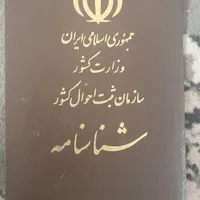 جمهوری اسلامی ایران
وزارت کشور
سازمان ثبت احوال کشور
شناسنامه